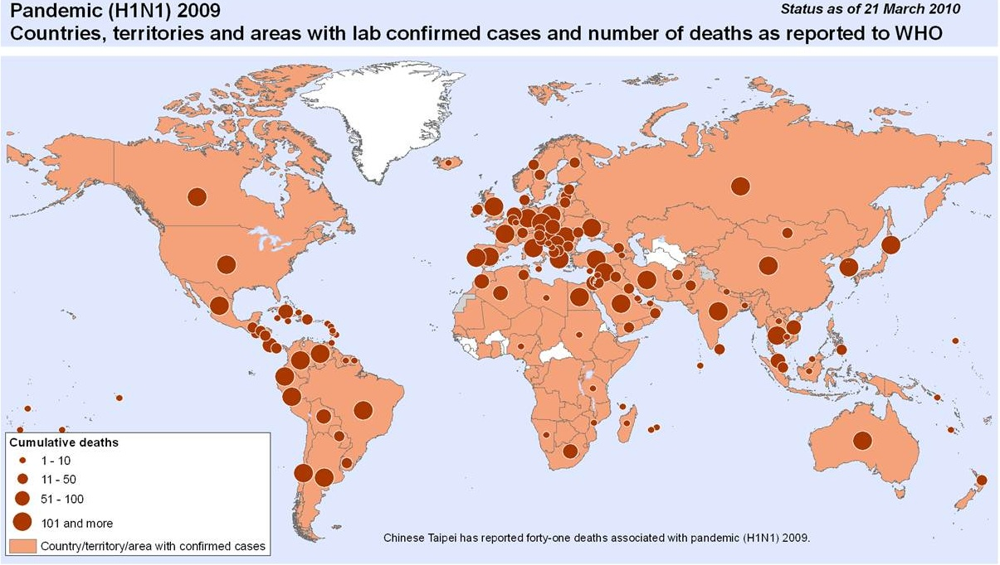 Pandemic (H1N1) 2009
Status as of 21 March 2010
Countries, territories and areas with lab confirmed cases and number of deaths as reported to WHO
Cumulative deaths
1 - 10
11 - 50
51 - 100
101 and more
Country/territory/area with confirmed cases
Chinese Taipei has reported forty-one deaths associated with pandemic (H1N1) 2009.